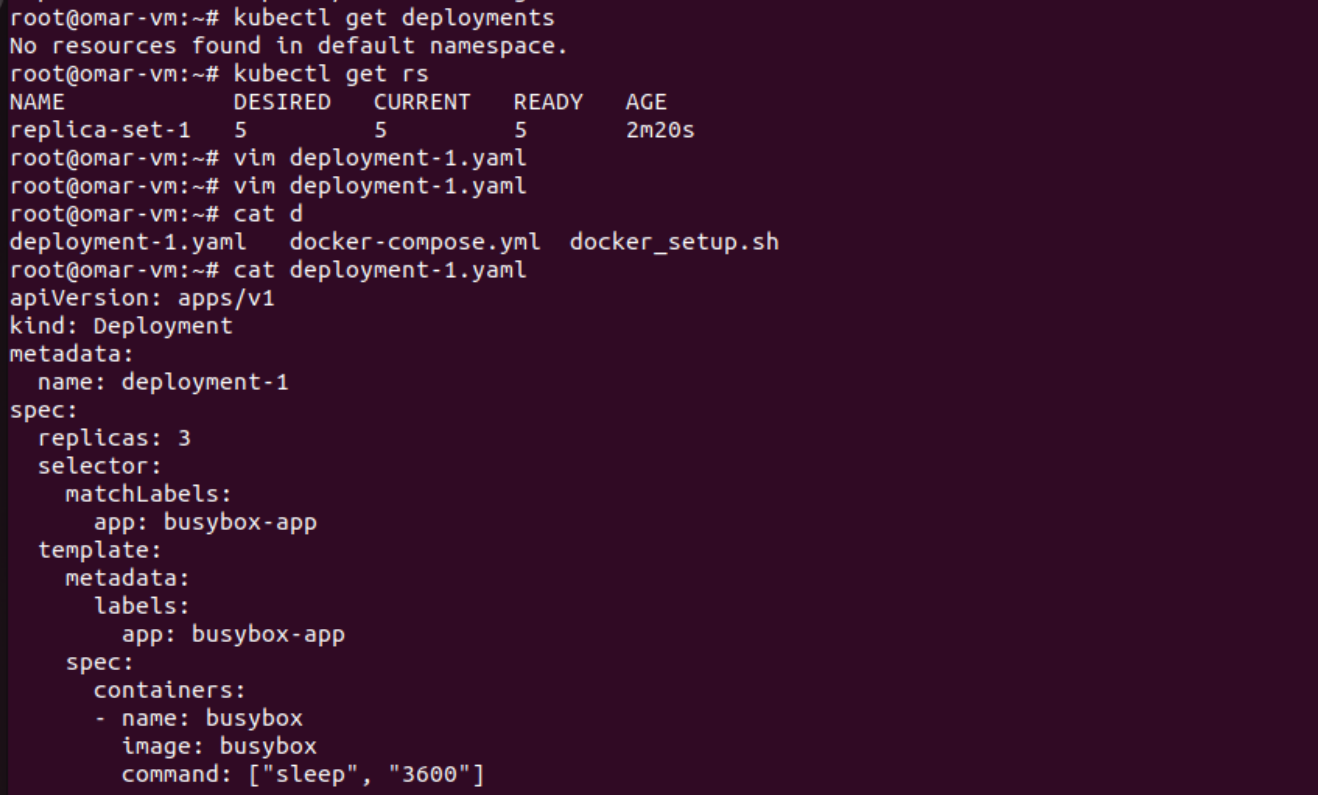 root@omar-vm:~# kubectl get deployments
No resources found in default namespace.
root@omar-vm:~# kubectl get rs
NAME            DESIRED   CURRENT   READY   AGE
replica-set-1   5         5         5       2m20s
root@omar-vm:~# vim deployment-1.yaml
root@omar-vm:~# vim deployment-1.yaml
root@omar-vm:~# cat d
deployment-1.yaml   docker-compose.yml  docker_setup.sh
root@omar-vm:~# cat deployment-1.yaml
apiVersion: apps/v1
kind: Deployment
metadata:
  name: deployment-1
spec:
  replicas: 3
  selector:
    matchLabels:
      app: busybox-app
  template:
    metadata:
      labels:
        app: busybox-app
    spec:
      containers:
      - name: busybox
        image: busybox
        command: ["sleep", "3600"]